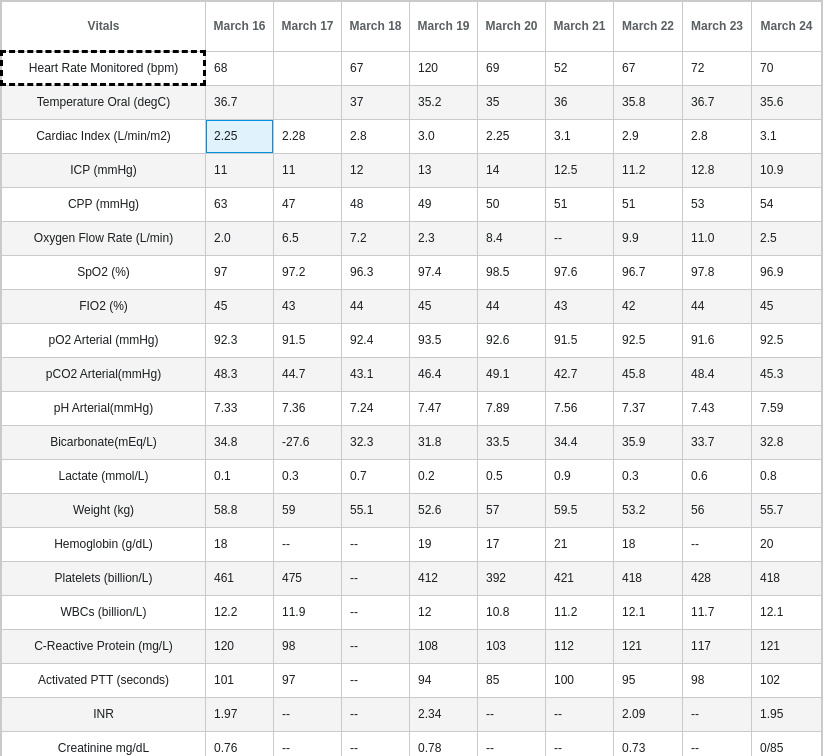 Vitals March 16 March 17 March 18 March 19 March 20 March 21 March 22 March 23 March 24
Heart Rate Monitored (bpm) 68 67 120 69 52 67 72 70
Temperature Oral (degC) 36.7 37 35.2 35 36 35.8 36.7 35.6
Cardiac Index (L/min/m2) 2.25 2.28 2.8 3.0 2.25 3.1 2.9 2.8 3.1
ICP (mmHg) 11 11 12 13 14 12.5 11.2 12.8 10.9
CPP (mmHg) 63 47 48 49 50 51 51 53 54
Oxygen Flow Rate (L/min) 2.0 6.5 7.2 2.3 8.4 -- 9.9 11.0 2.5
SpO2 (%) 97 97.2 96.3 97.4 98.5 97.6 96.7 97.8 96.9
FIO2 (%) 45 43 44 45 44 43 42 44 45
pO2 Arterial (mmHg) 92.3 91.5 92.4 93.5 92.6 91.5 92.5 91.6 92.5
pCO2 Arterial(mmHg) 48.3 44.7 43.1 46.4 49.1 42.7 45.8 48.4 45.3
pH Arterial(mmHg) 7.33 7.36 7.24 7.47 7.89 7.56 7.37 7.43 7.59
Bicarbonate(mEq/L) 34.8 -27.6 32.3 31.8 33.5 34.4 35.9 33.7 32.8
Lactate (mmol/L) 0.1 0.3 0.7 0.2 0.5 0.9 0.3 0.6 0.8
Weight (kg) 58.8 59 55.1 52.6 57 59.5 53.2 56 55.7
Hemoglobin (g/dL) 18 -- -- 19 17 21 18 -- 20
Platelets (billion/L) 461 475 -- 412 392 421 418 428 418
WBCs (billion/L) 12.2 11.9 -- 12 10.8 11.2 12.1 11.7 12.1
C-Reactive Protein (mg/L) 120 98 -- 108 103 112 121 117 121
Activated PTT (seconds) 101 97 -- 94 85 100 95 98 102
INR 1.97 -- -- 2.34 -- -- 2.09 -- 1.95
Creatinine mg/dL 0.76 -- -- 0.78 -- -- 0.73 -- 0/85